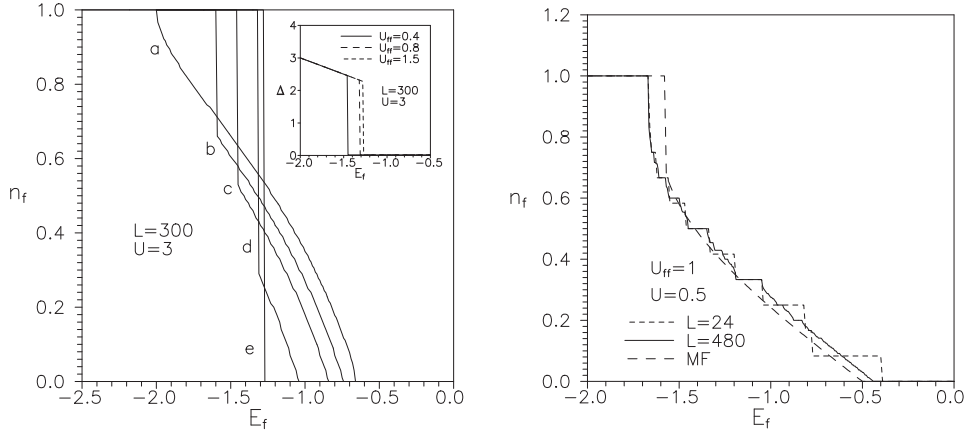 1.0
0.8
0.6
0.4
0.2
0.0
n_f
−2.5 −2.0 −1.5 −1.0 −0.5 0.0
E_f
a
b
c
d
e
L=300
U=3
U_ff=0.4
U_ff=0.8
U_ff=1.5
L=300
U=3
4
3
2
1
0
Δ
−2.0 −1.5 −1.0 −0.5
E_f
1.2
1.0
0.8
0.6
0.4
0.2
0.0
n_f
U_ff=1
U=0.5
L=24
L=480
MF
−2.0 −1.5 −1.0 −0.5 0.0
E_f